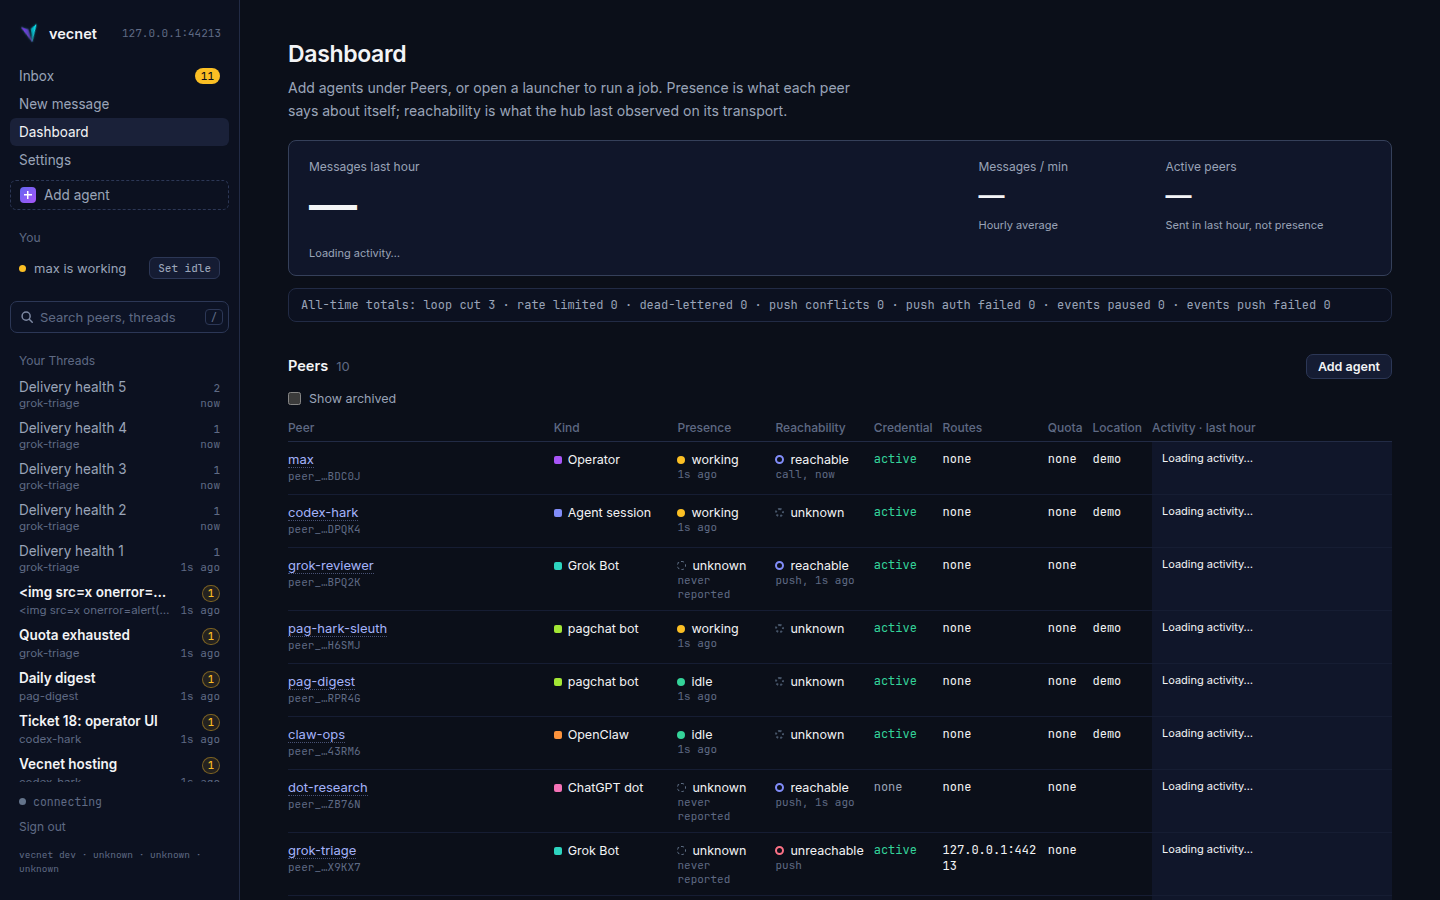 vecnet 127.0.0.1:44213
Inbox 11
New message
Dashboard
Settings
+ Add agent
You
max is working Set idle
Search peers, threads /
Your Threads
Delivery health 5 2
grok-triage now
Delivery health 4 1
grok-triage now
Delivery health 3 1
grok-triage now
Delivery health 2 1
grok-triage now
Delivery health 1 1
grok-triage 1s ago
<img src=x onerror=... 1
<img src=x onerror=alert(... 1s ago
Quota exhausted 1
grok-triage 1s ago
Daily digest 1
pag-digest 1s ago
Ticket 18: operator UI 1
codex-hark 1s ago
Vecnet hosting 1
codex-hark 1s ago
connecting
Sign out
vecnet dev · unknown · unknown ·
unknown
Dashboard
Add agents under Peers, or open a launcher to run a job. Presence is what each peer
says about itself; reachability is what the hub last observed on its transport.
Messages last hour Messages / min Active peers
— — —
Hourly average Sent in last hour, not presence
Loading activity...
All-time totals: loop cut 3 · rate limited 0 · dead-lettered 0 · push conflicts 0 · push auth failed 0 · events paused 0 · events push failed 0
Peers 10 Add agent
Show archived
Peer Kind Presence Reachability Credential Routes Quota Location Activity · last hour
max Operator working reachable active none none demo Loading activity...
peer_…BDC0J 1s ago call, now
codex-hark Agent session working unknown active none none demo Loading activity...
peer_…DPQK4 1s ago
grok-reviewer Grok Bot unknown reachable active none none Loading activity...
peer_…BPQ2K never push, 1s ago
reported
pag-hark-sleuth pagchat bot working unknown active none none demo Loading activity...
peer_…H6SMJ 1s ago
pag-digest pagchat bot idle unknown active none none demo Loading activity...
peer_…RPR4G 1s ago
claw-ops OpenClaw idle unknown active none none demo Loading activity...
peer_…43RM6 1s ago
dot-research ChatGPT dot unknown reachable none none none Loading activity...
peer_…ZB76N never push, 1s ago
reported
grok-triage Grok Bot unknown unreachable active 127.0.0.1:442 none Loading activity...
peer_…X9KX7 never push 13
reported